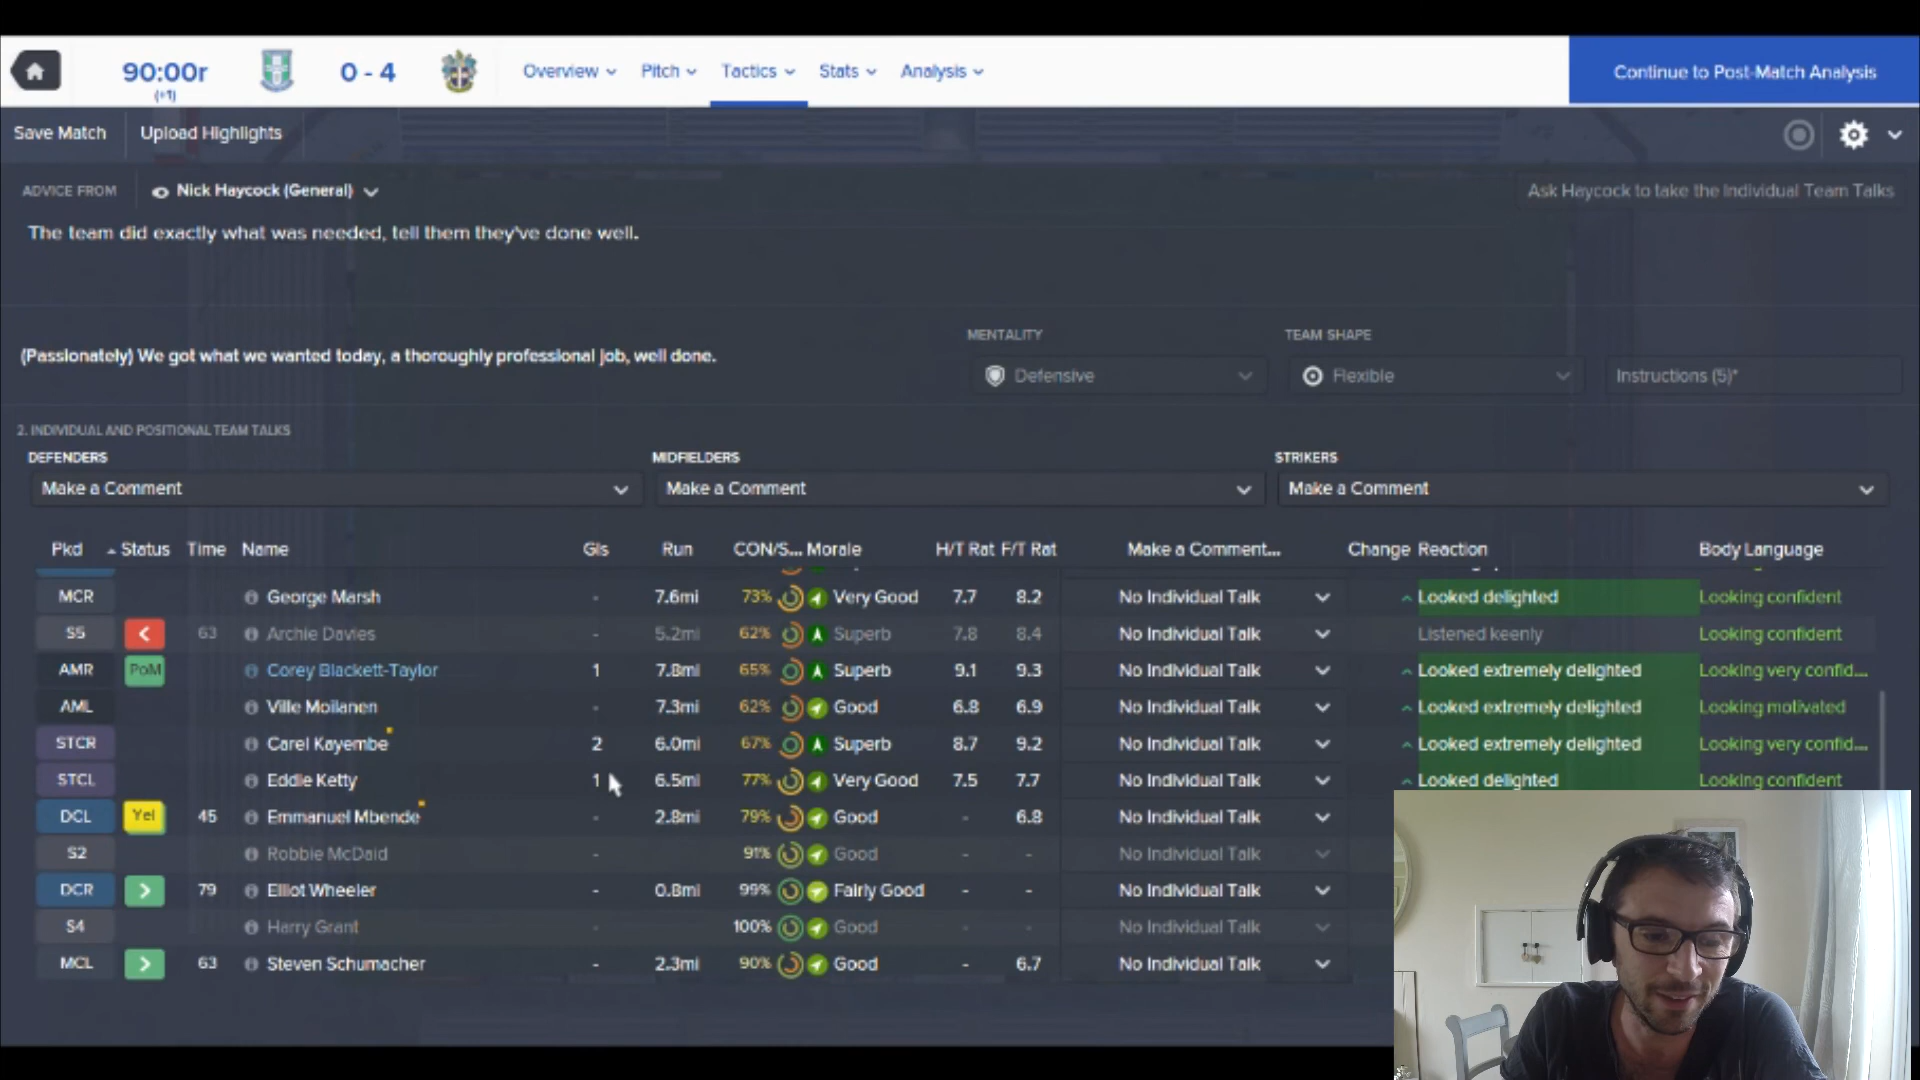 90:00r 0 - 4 Overview Pitch Tactics Stats Analysis Continue to Post-Match Analysis
(+1)
Save Match Upload Highlights
ADVICE FROM Nick Haycock (General) Ask Haycock to take the Individual Team Talks
The team did exactly what was needed, tell them they've done well.
MENTALITY TEAM SHAPE
(Passionately) We got what we wanted today, a thoroughly professional job, well done.
Defensive Flexible Instructions (5)*
2. INDIVIDUAL AND POSITIONAL TEAM TALKS
DEFENDERS MIDFIELDERS STRIKERS
Make a Comment Make a Comment Make a Comment
Pkd Status Time Name Gls Run CON/S... Morale H/T Rat F/T Rat Make a Comment... Change Reaction Body Language
MCR George Marsh - 7.6mi 73% Very Good 7.7 8.2 No Individual Talk Looked delighted Looking confident
S5 < 63 Archie Davies - 5.2mi 62% Superb 7.8 8.4 No Individual Talk Listened keenly Looking confident
AMR PoM Corey Blackett-Taylor 1 7.8mi 65% Superb 9.1 9.3 No Individual Talk Looked extremely delighted Looking very confid...
AML Ville Moilanen - 7.3mi 62% Good 6.8 6.9 No Individual Talk Looked extremely delighted Looking motivated
STCR Carel Kayembe 2 6.0mi 67% Superb 8.7 9.2 No Individual Talk Looked extremely delighted Looking very confid...
STCL Eddie Ketty 1 6.5mi 77% Very Good 7.5 7.7 No Individual Talk Looked delighted Looking confident
DCL Yel 45 Emmanuel Mbende - 2.8mi 79% Good - 6.8 No Individual Talk
S2 Robbie McDaid - 91% Good - - No Individual Talk
DCR > 79 Elliot Wheeler - 0.8mi 99% Fairly Good - - No Individual Talk
S4 Harry Grant - 100% Good - - No Individual Talk
MCL > 63 Steven Schumacher - 2.3mi 90% Good - 6.7 No Individual Talk